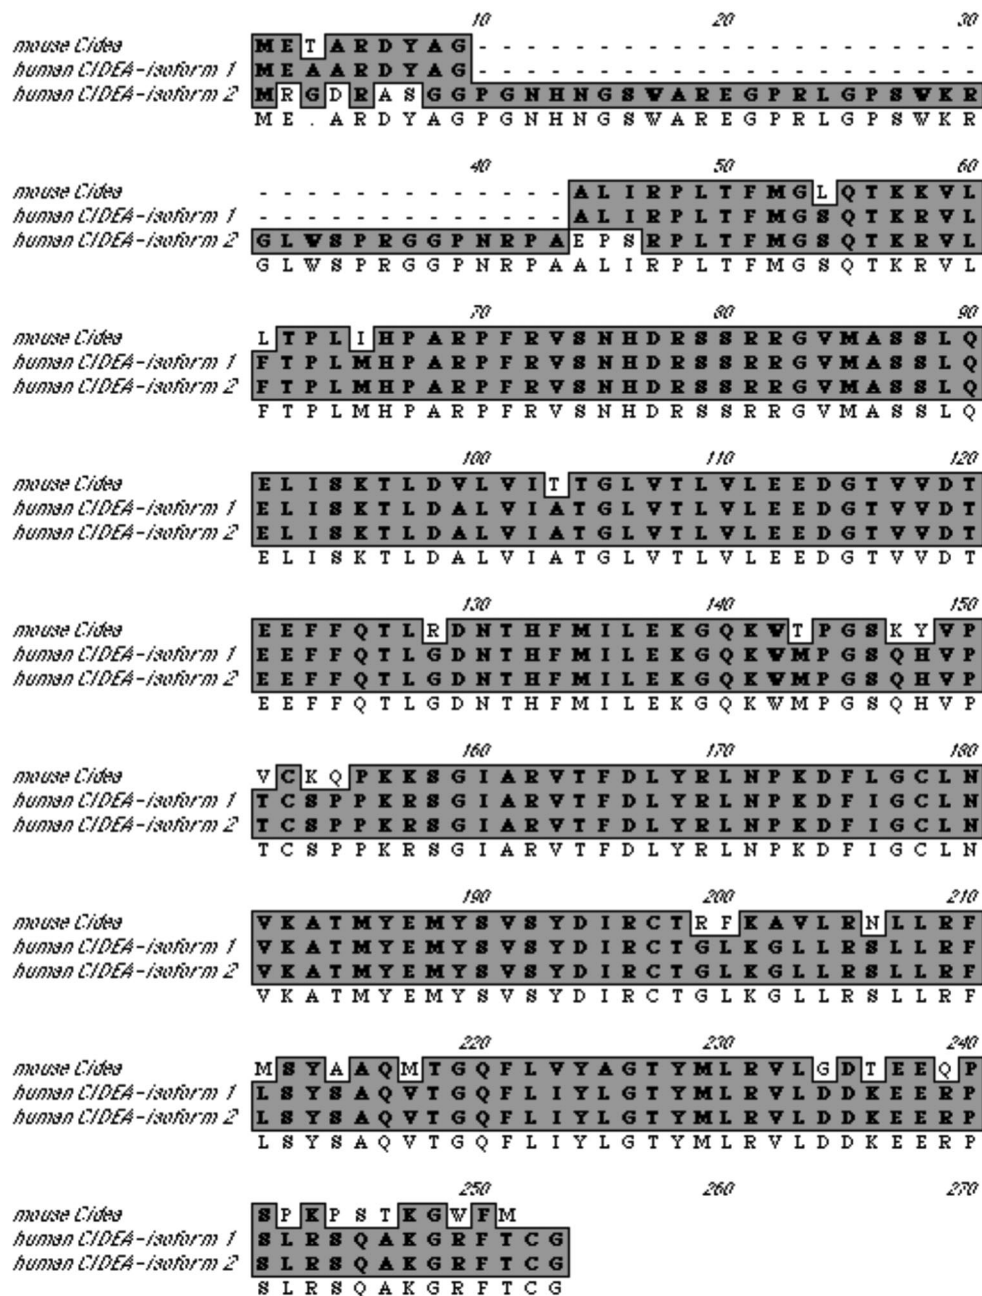 10 20 30
mouse Cidea M E T A R D Y A G - - - - - - - - - - - - - - - - - - - - -
human CIDEA-isoform 1 M E A A R D Y A G - - - - - - - - - - - - - - - - - - - - -
human CIDEA-isoform 2 M R G D R A S G G P G N H N G S W A R E G P R L G P S W K R
M E . A R D Y A G P G N H N G S W A R E G P R L G P S W K R
40 50 60
mouse Cidea - - - - - - - - - - - - - A L I R P L T F M G L Q T K K V L
human CIDEA-isoform 1 - - - - - - - - - - - - - A L I R P L T F M G S Q T K R V L
human CIDEA-isoform 2 G L W S P R G G P N R P A E P S R P L T F M G S Q T K R V L
G L W S P R G G P N R P A A L I R P L T F M G S Q T K R V L
70 80 90
mouse Cidea L T P L I H P A R P F R V S N H D R S S R R G V M A S S L Q
human CIDEA-isoform 1 F T P L M H P A R P F R V S N H D R S S R R G V M A S S L Q
human CIDEA-isoform 2 F T P L M H P A R P F R V S N H D R S S R R G V M A S S L Q
F T P L M H P A R P F R V S N H D R S S R R G V M A S S L Q
100 110 120
mouse Cidea E L I S K T L D V L V I T T G L V T L V L E E D G T V V D T
human CIDEA-isoform 1 E L I S K T L D A L V I A T G L V T L V L E E D G T V V D T
human CIDEA-isoform 2 E L I S K T L D A L V I A T G L V T L V L E E D G T V V D T
E L I S K T L D A L V I A T G L V T L V L E E D G T V V D T
130 140 150
mouse Cidea E E F F Q T L R D N T H F M I L E K G Q K W T P G S K Y V P
human CIDEA-isoform 1 E E F F Q T L G D N T H F M I L E K G Q K W M P G S Q H V P
human CIDEA-isoform 2 E E F F Q T L G D N T H F M I L E K G Q K W M P G S Q H V P
E E F F Q T L G D N T H F M I L E K G Q K W M P G S Q H V P
160 170 180
mouse Cidea V C K Q P K K S G I A R V T F D L Y R L N P K D F L G C L N
human CIDEA-isoform 1 T C S P P K R S G I A R V T F D L Y R L N P K D F I G C L N
human CIDEA-isoform 2 T C S P P K R S G I A R V T F D L Y R L N P K D F I G C L N
T C S P P K R S G I A R V T F D L Y R L N P K D F I G C L N
190 200 210
mouse Cidea V K A T M Y E M Y S V S Y D I R C T R F K A V L R N L L R F
human CIDEA-isoform 1 V K A T M Y E M Y S V S Y D I R C T G L K G L L R S L L R F
human CIDEA-isoform 2 V K A T M Y E M Y S V S Y D I R C T G L K G L L R S L L R F
V K A T M Y E M Y S V S Y D I R C T G L K G L L R S L L R F
220 230 240
mouse Cidea M S Y A A Q M T G Q F L V Y A G T Y M L R V L G D T E E Q P
human CIDEA-isoform 1 L S Y S A Q V T G Q F L I Y L G T Y M L R V L D D K E E R P
human CIDEA-isoform 2 L S Y S A Q V T G Q F L I Y L G T Y M L R V L D D K E E R P
L S Y S A Q V T G Q F L I Y L G T Y M L R V L D D K E E R P
250 260 270
mouse Cidea S P K P S T K G W F M
human CIDEA-isoform 1 S L R S Q A K G R F T C G
human CIDEA-isoform 2 S L R S Q A K G R F T C G
S L R S Q A K G R F T C G